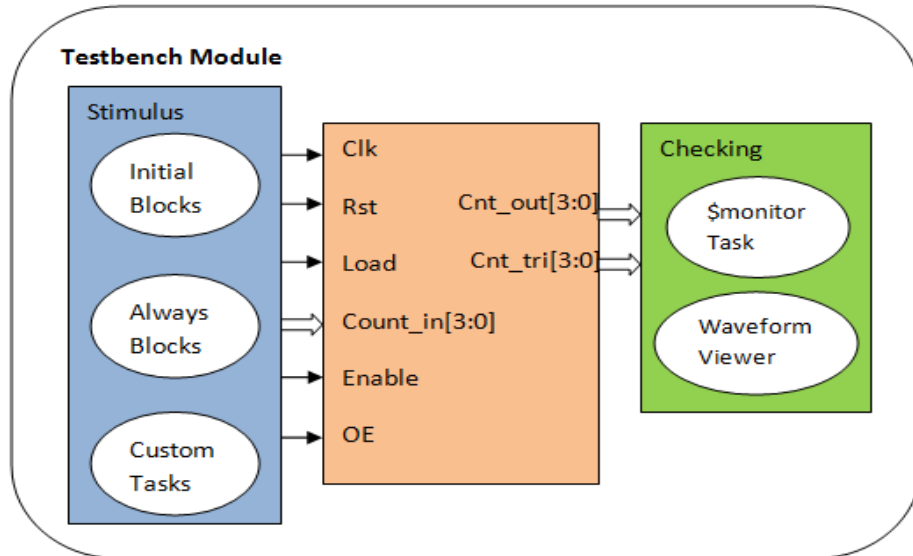 Testbench Module
Stimulus
Initial
Blocks
Always
Blocks
Custom
Tasks
Clk
Rst
Load
Count_in[3:0]
Enable
OE
Cnt_out[3:0]
Cnt_tri[3:0]
Checking
$monitor
Task
Waveform
Viewer